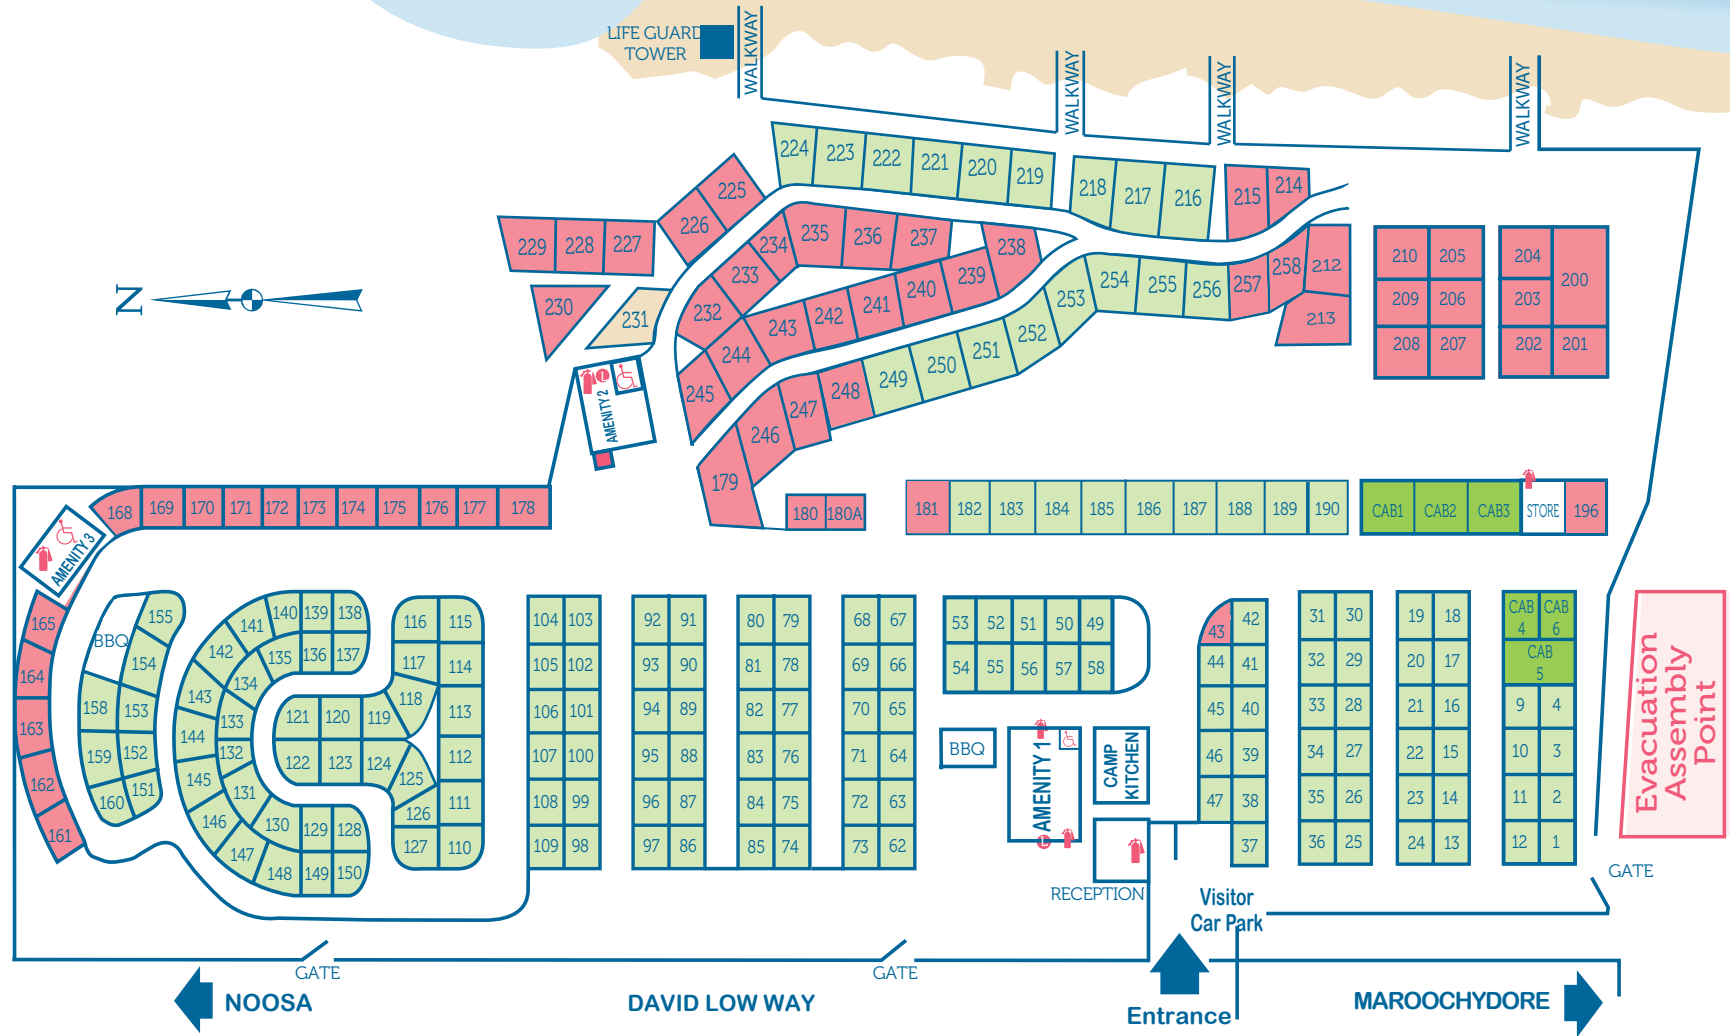 LIFE GUARD
TOWER
WALKWAY
WALKWAY
WALKWAY
WALKWAY
224 223 222 221 220 219
218 217 216
215 214
225
226
229 228 227
230
231
234 235 236 237 238
233
232
239
240
241
242
243
244
245
254 255 256 257 258 212
213
253
252
251
250
249
248
247
246
179
210 205
209 206
208 207
204 200
203
202 201
N
AMENITY 2
L
180 180A
181 182 183 184 185 186 187 188 189 190
CAB1 CAB2 CAB3 STORE 196
168 169 170 171 172 173 174 175 176 177 178
AMENITY 3
165
164
163
162
161
BBQ
155
154
153
152
151
158
159
160
140 139 138
141
142
143
144
145
146
147
148 149 150
135 136 137
134
133
132
131
130 129 128
121 120 119 118
122 123 124 125
116 115
117 114
113
112
111
126
127 110
104 103
105 102
106 101
107 100
108 99
109 98
92 91
93 90
94 89
95 88
96 87
97 86
80 79
81 78
82 77
83 76
84 75
85 74
68 67
69 66
70 65
71 64
72 63
73 62
53 52 51 50 49
54 55 56 57 58
BBQ
AMENITY 1
L
CAMP
KITCHEN
RECEPTION
43 42
44 41
45 40
46 39
47 38
37
31 30
32 29
33 28
34 27
35 26
36 25
19 18
20 17
21 16
22 15
23 14
24 13
CAB
4
CAB
6
CAB
5
9 4
10 3
11 2
12 1
Evacuation
Assembly
Point
GATE
Visitor
Car Park
GATE
GATE
NOOSA
DAVID LOW WAY
Entrance
MAROOCHYDORE